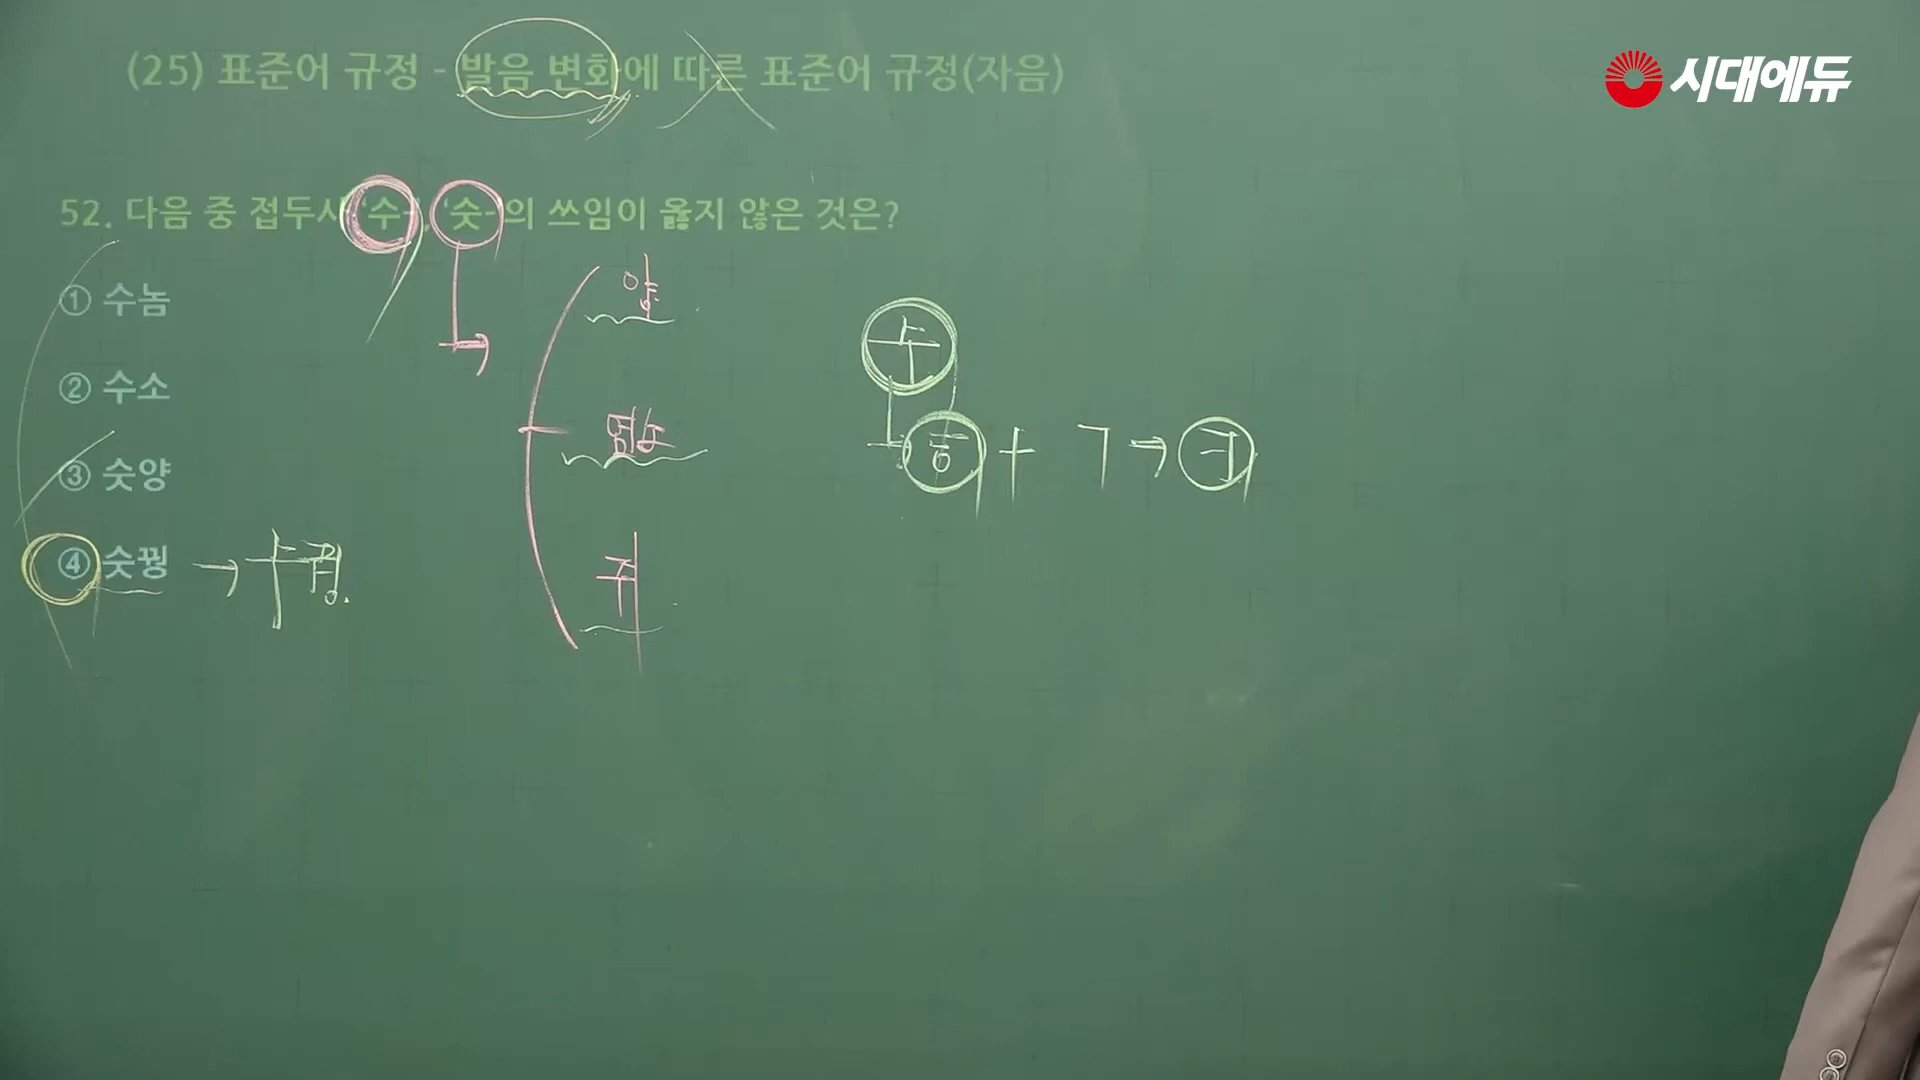 (25) 표준어 규정 - 발음 변화에 따른 표준어 규정(자음)
시대에듀
52. 다음 중 접두사 '수-', '숫-'의 쓰임이 옳지 않은 것은?
① 수놈
② 수소
③ 숫양
④ 숫꿩 → 수꿩.
양
염소
쥐
수
ㅎ + ㄱ → ㅋ